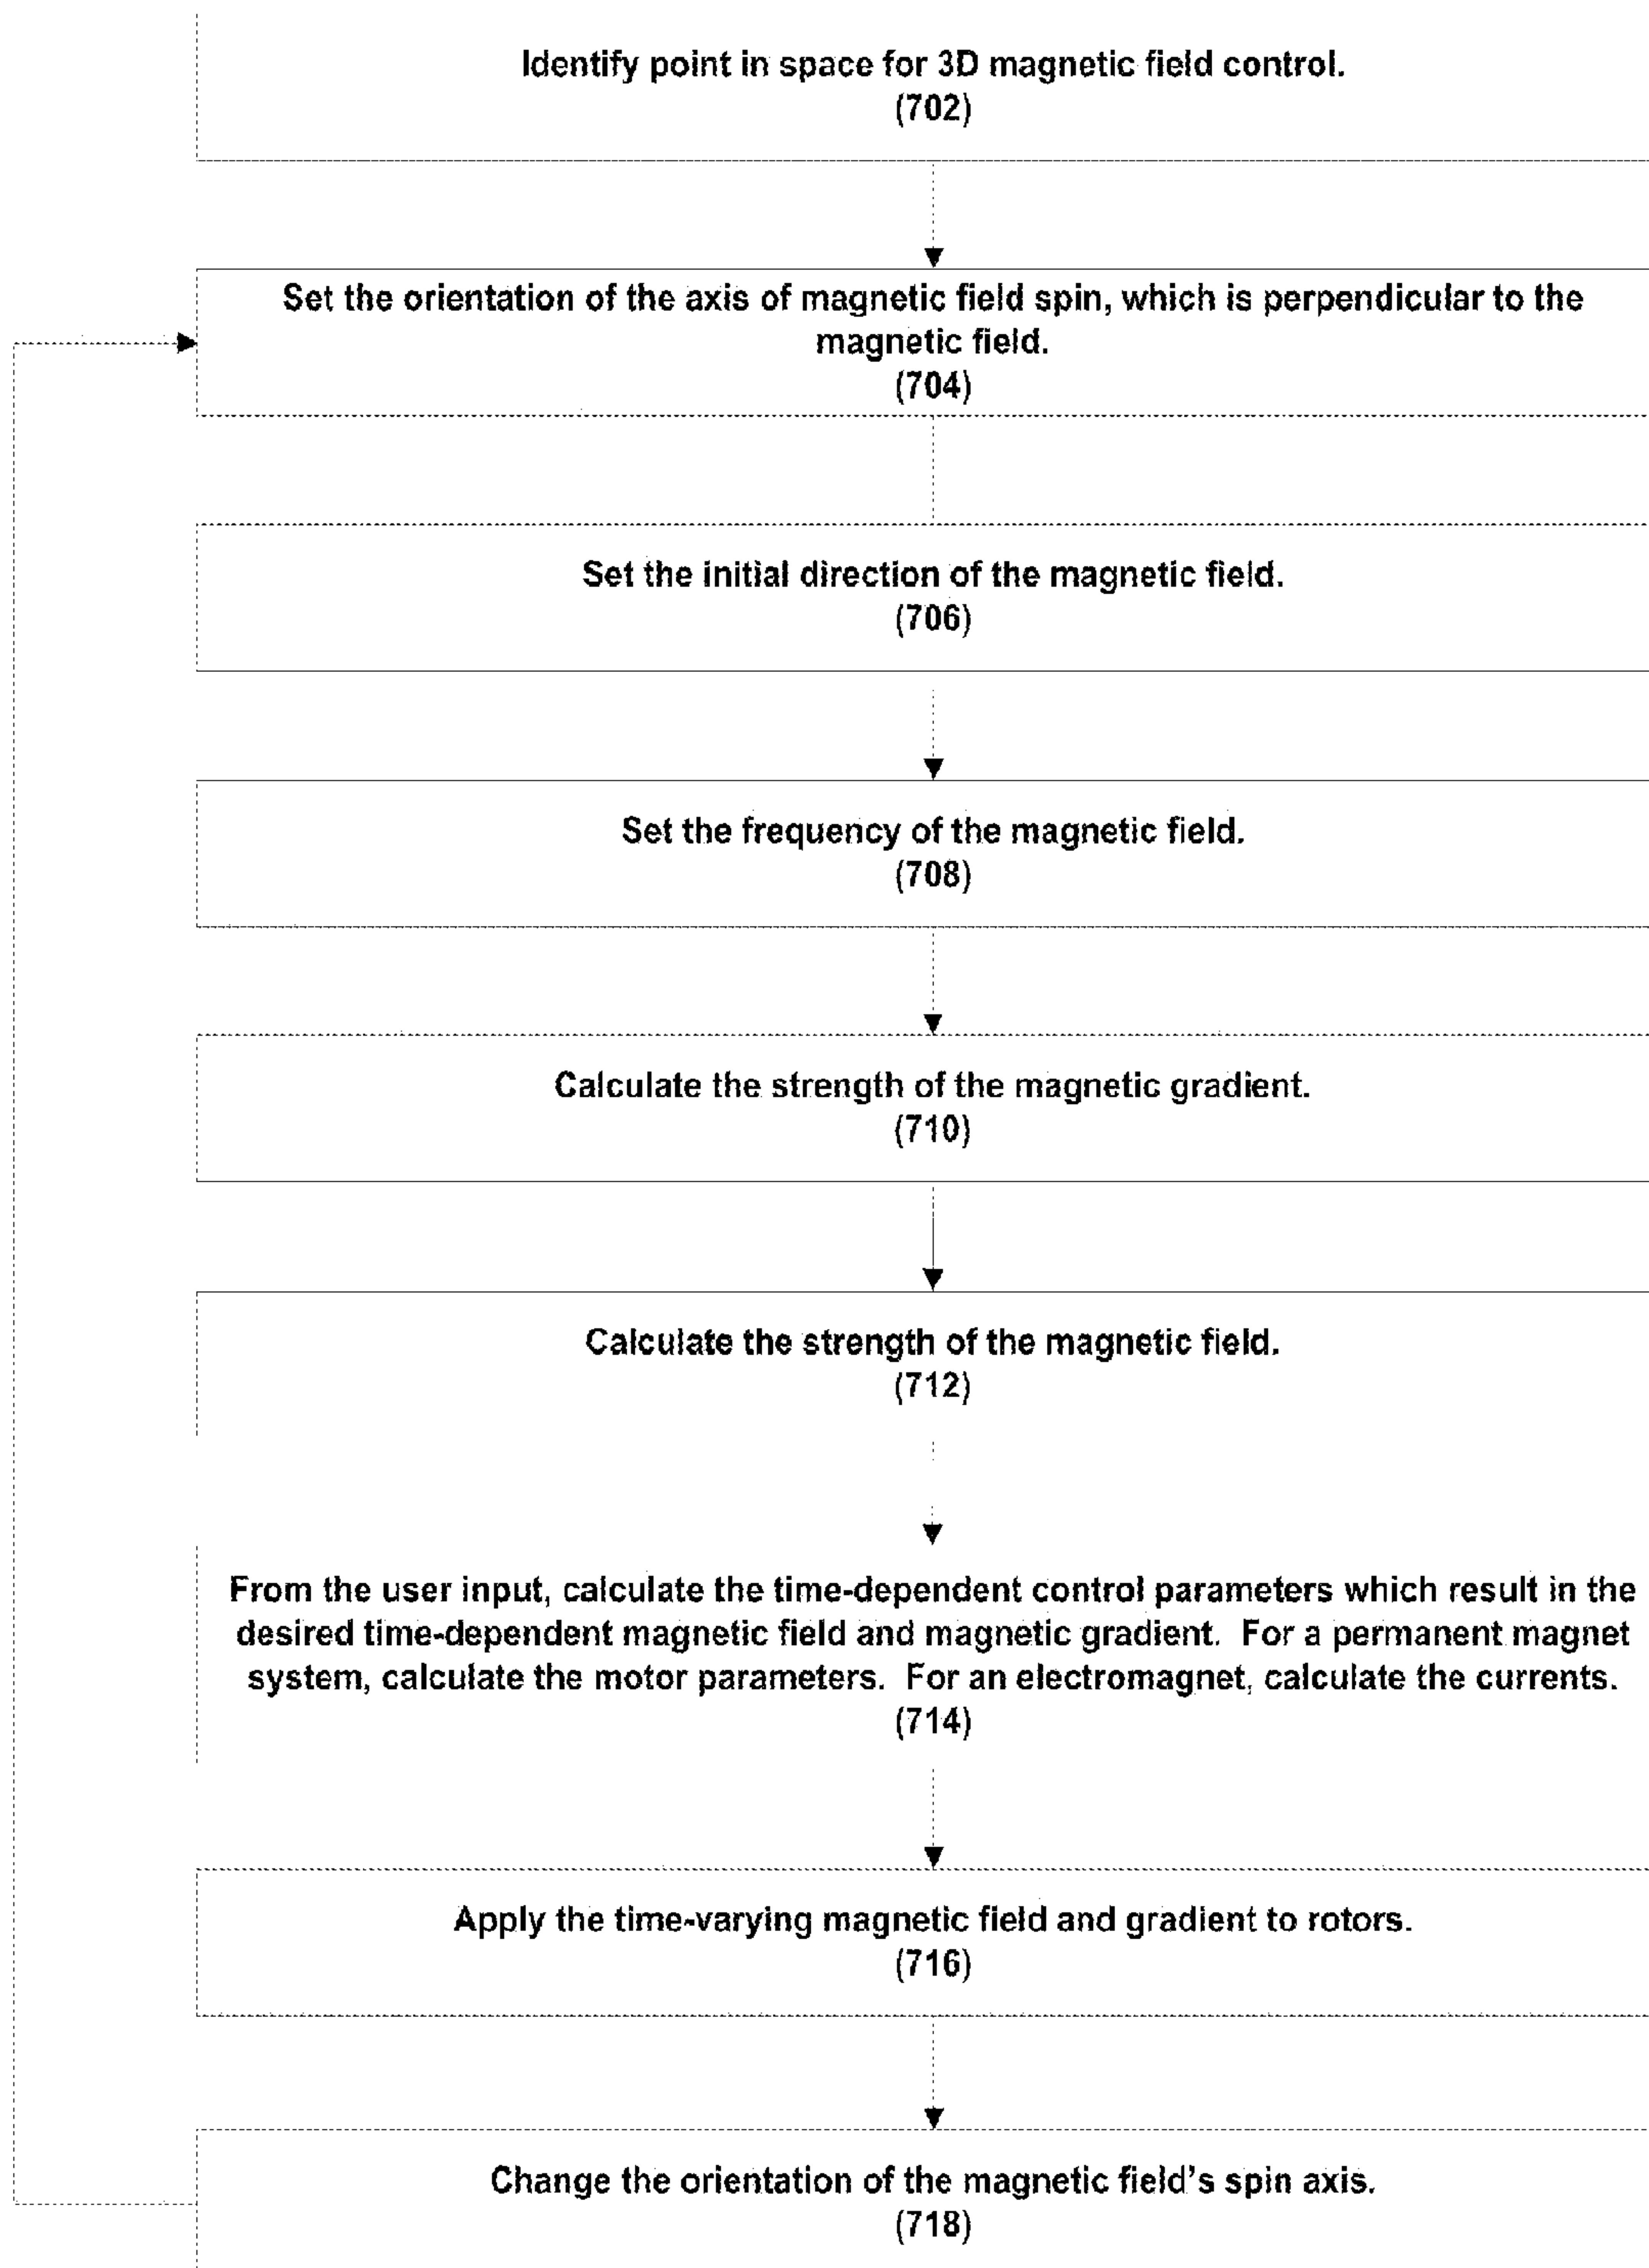 Identify point in space for 3D magnetic field control.
(702)
Set the orientation of the axis of magnetic field spin, which is perpendicular to the
magnetic field.
(704)
Set the initial direction of the magnetic field.
(706)
Set the frequency of the magnetic field.
(708)
Calculate the strength of the magnetic gradient.
(710)
Calculate the strength of the magnetic field.
(712)
From the user input, calculate the time-dependent control parameters which result in the
desired time-dependent magnetic field and magnetic gradient. For a permanent magnet
system, calculate the motor parameters. For an electromagnet, calculate the currents.
(714)
Apply the time-varying magnetic field and gradient to rotors.
(716)
Change the orientation of the magnetic field's spin axis.
(718)